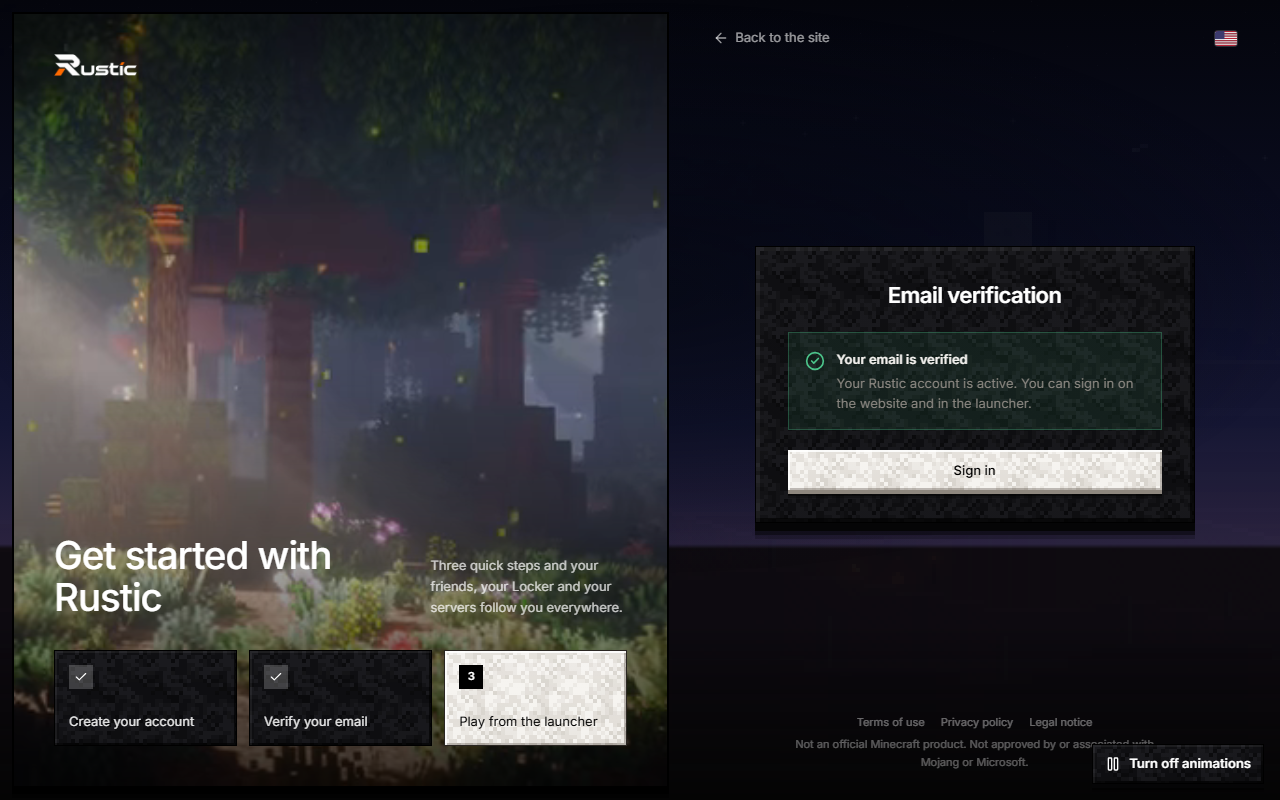 Rustic
Back to the site
Email verification
Your email is verified
Your Rustic account is active. You can sign in on
the website and in the launcher.
Sign in
Get started with
Rustic
Three quick steps and your
friends, your Locker and your
servers follow you everywhere.
Create your account
Verify your email
3
Play from the launcher
Terms of use
Privacy policy
Legal notice
Not an official Minecraft product. Not approved by or associated with
Mojang or Microsoft.
Turn off animations